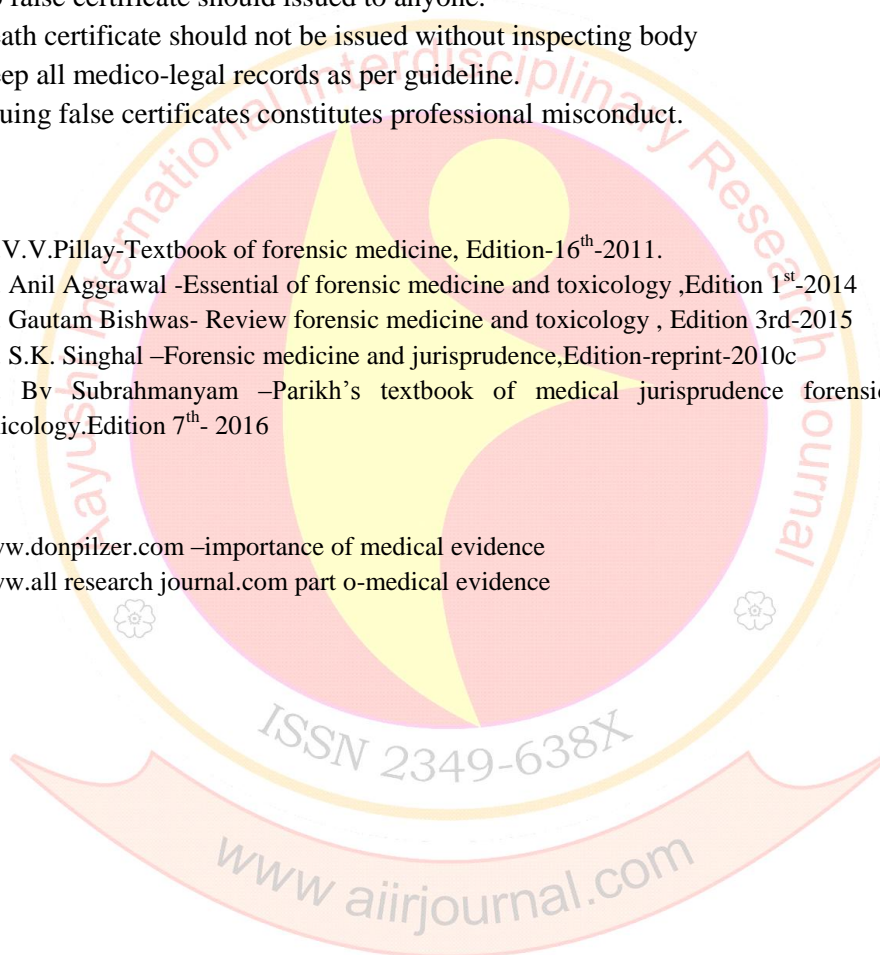 false certificate should issued to anyone.
ath certificate should not be issued without inspecting body
ep all medico-legal records as per guideline.
uing false certificates constitutes professional misconduct.
V.V.Pillay-Textbook of forensic medicine, Edition-16th-2011.
Anil Aggrawal -Essential of forensic medicine and toxicology ,Edition 1st-2014
Gautam Bishwas- Review forensic medicine and toxicology , Edition 3rd-2015
S.K. Singhal –Forensic medicine and jurisprudence,Edition-reprint-2010c
Bv Subrahmanyam –Parikh's textbook of medical jurisprudence forensic
icology.Edition 7th- 2016
w.donpilzer.com –importance of medical evidence
w.all research journal.com part o-medical evidence
Aayushi International Interdisciplinary Research Journal
ISSN 2349-638X
www aiirjournal.com